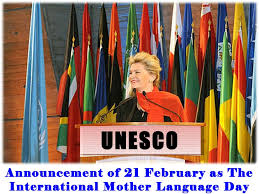 UNESCO
Announcement of 21 February as The
International Mother Language Day